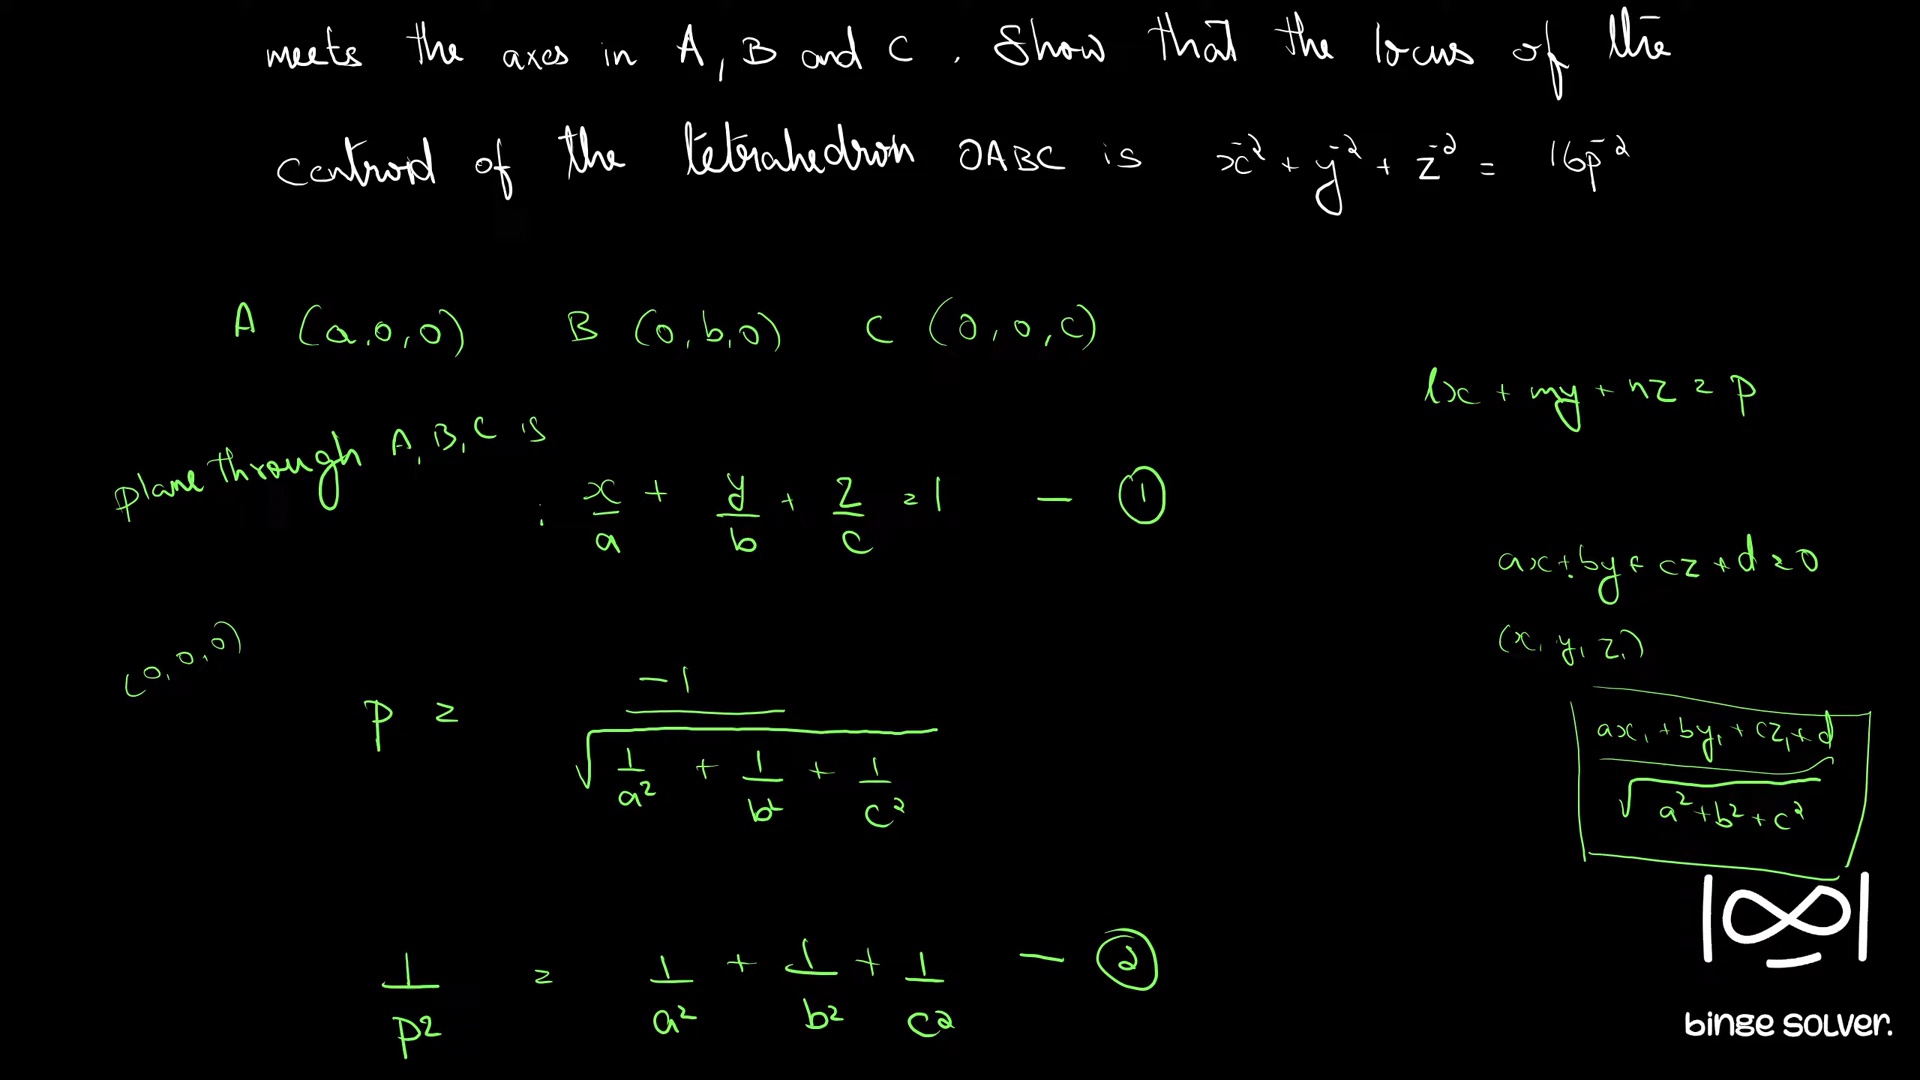 meets the axes in A, B and C. Show that the locus of the
centroid of the tetrahedron OABC is x⁻² + y⁻² + z⁻² = 16p⁻²
A (a,0,0) B (0,b,0) C (0,0,c)
lx + my + nz = p
plane through A, B, C is
: x/a + y/b + z/c = 1 — ①
ax + by + cz + d = 0
(x₁ y₁ z₁)
(0,0,0)
p = -1/√(1/a² + 1/b² + 1/c²)
ax₁ + by₁ + cz₁ + d / √(a² + b² + c²)
1/p² = 1/a² + 1/b² + 1/c² — ②
binge solver.